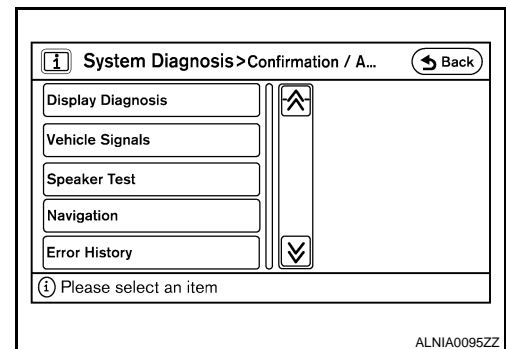 i System Diagnosis>Confirmation / A... Back
Display Diagnosis
Vehicle Signals
Speaker Test
Navigation
Error History
i Please select an item
ALNIA0095ZZ